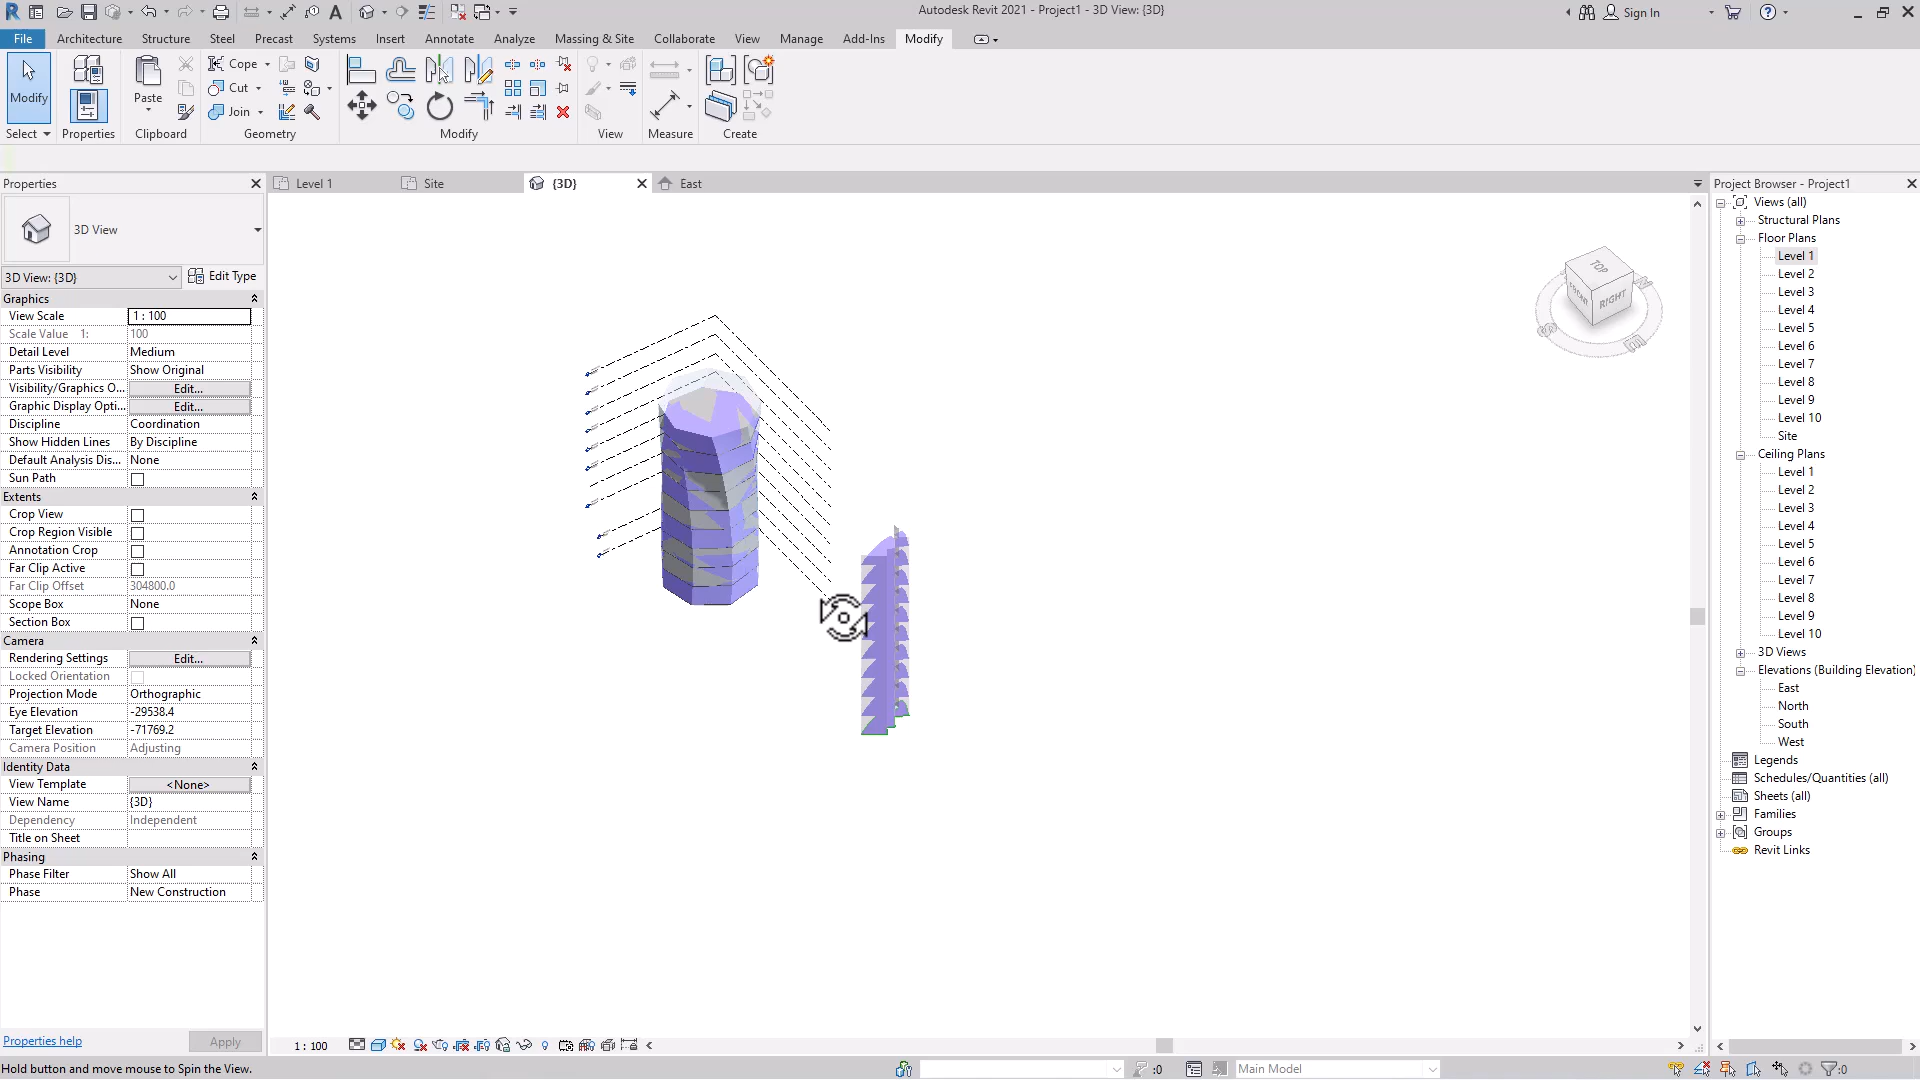 Autodesk Revit 2021 - Project1 - 3D View: {3D}
Sign In
File
Architecture
Structure
Steel
Precast
Systems
Insert
Annotate
Analyze
Massing & Site
Collaborate
View
Manage
Add-Ins
Modify
Modify
Paste
Cope
Cut
Join
Select
Properties
Clipboard
Geometry
Modify
View
Measure
Create
Properties
Level 1
Site
{3D}
East
Project Browser - Project1
3D View
3D View: {3D}
Edit Type
Graphics
View Scale 1 : 100
Scale Value 1: 100
Detail Level Medium
Parts Visibility Show Original
Visibility/Graphics O... Edit...
Graphic Display Opti... Edit...
Discipline Coordination
Show Hidden Lines By Discipline
Default Analysis Dis... None
Sun Path
Extents
Crop View
Crop Region Visible
Annotation Crop
Far Clip Active
Far Clip Offset 304800.0
Scope Box None
Section Box
Camera
Rendering Settings Edit...
Locked Orientation
Projection Mode Orthographic
Eye Elevation -29538.4
Target Elevation -71769.2
Camera Position Adjusting
Identity Data
View Template <None>
View Name {3D}
Dependency Independent
Title on Sheet
Phasing
Phase Filter Show All
Phase New Construction
Properties help
Apply
TOP
FRONT
RIGHT
Views (all)
Structural Plans
Floor Plans
Level 1
Level 2
Level 3
Level 4
Level 5
Level 6
Level 7
Level 8
Level 9
Level 10
Site
Ceiling Plans
Level 1
Level 2
Level 3
Level 4
Level 5
Level 6
Level 7
Level 8
Level 9
Level 10
3D Views
Elevations (Building Elevation)
East
North
South
West
Legends
Schedules/Quantities (all)
Sheets (all)
Families
Groups
Revit Links
1 : 100
Hold button and move mouse to Spin the View.
:0
Main Model
:0